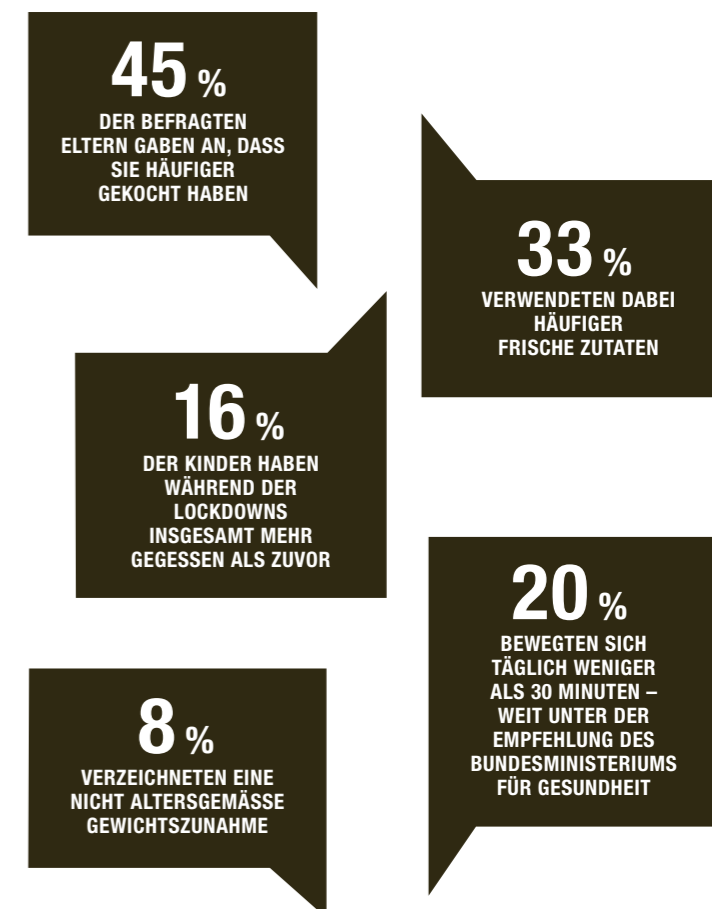 45 %
DER BEFRAGTEN
ELTERN GABEN AN, DASS
SIE HÄUFIGER
GEKOCHT HABEN
33 %
VERWENDETEN DABEI
HÄUFIGER
FRISCHE ZUTATEN
16 %
DER KINDER HABEN
WÄHREND DER
LOCKDOWNS
INSGESAMT MEHR
GEGESSEN ALS ZUVOR
20 %
BEWEGTEN SICH
TÄGLICH WENIGER
ALS 30 MINUTEN –
WEIT UNTER DER
EMPFEHLUNG DES
BUNDESMINISTERIUMS
FÜR GESUNDHEIT
8 %
VERZEICHNETEN EINE
NICHT ALTERSGEMÄSSE
GEWICHTSZUNAHME